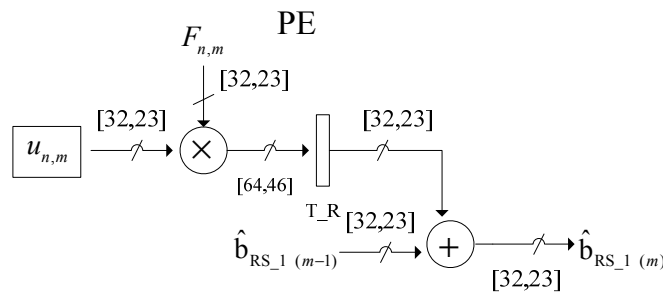 PE
F_{n,m}
[32,23]
[32,23]
[32,23]
u_{n,m}
×
[64,46]
T_R
[32,23]
b̂_{RS_1 (m−1)}
+
b̂_{RS_1 (m)}
[32,23]